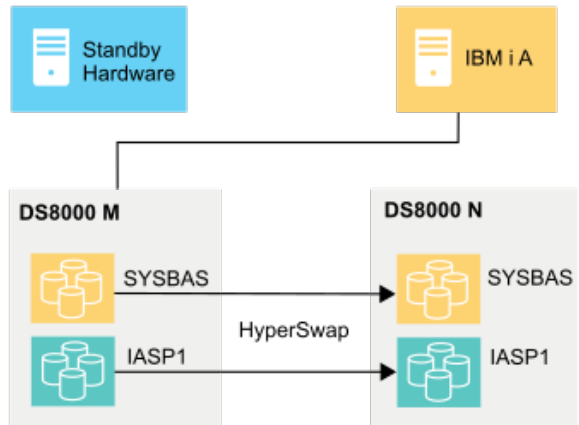 Standby
Hardware
IBM i A
DS8000 M
DS8000 N
SYSBAS
SYSBAS
HyperSwap
IASP1
IASP1